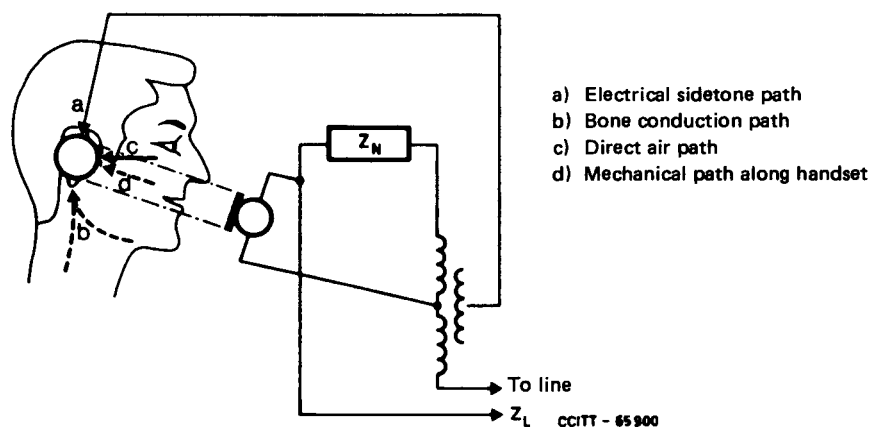 a
c
d
b
Z_N
a) Electrical sidetone path
b) Bone conduction path
c) Direct air path
d) Mechanical path along handset
To line
Z_L CCITT - 65900